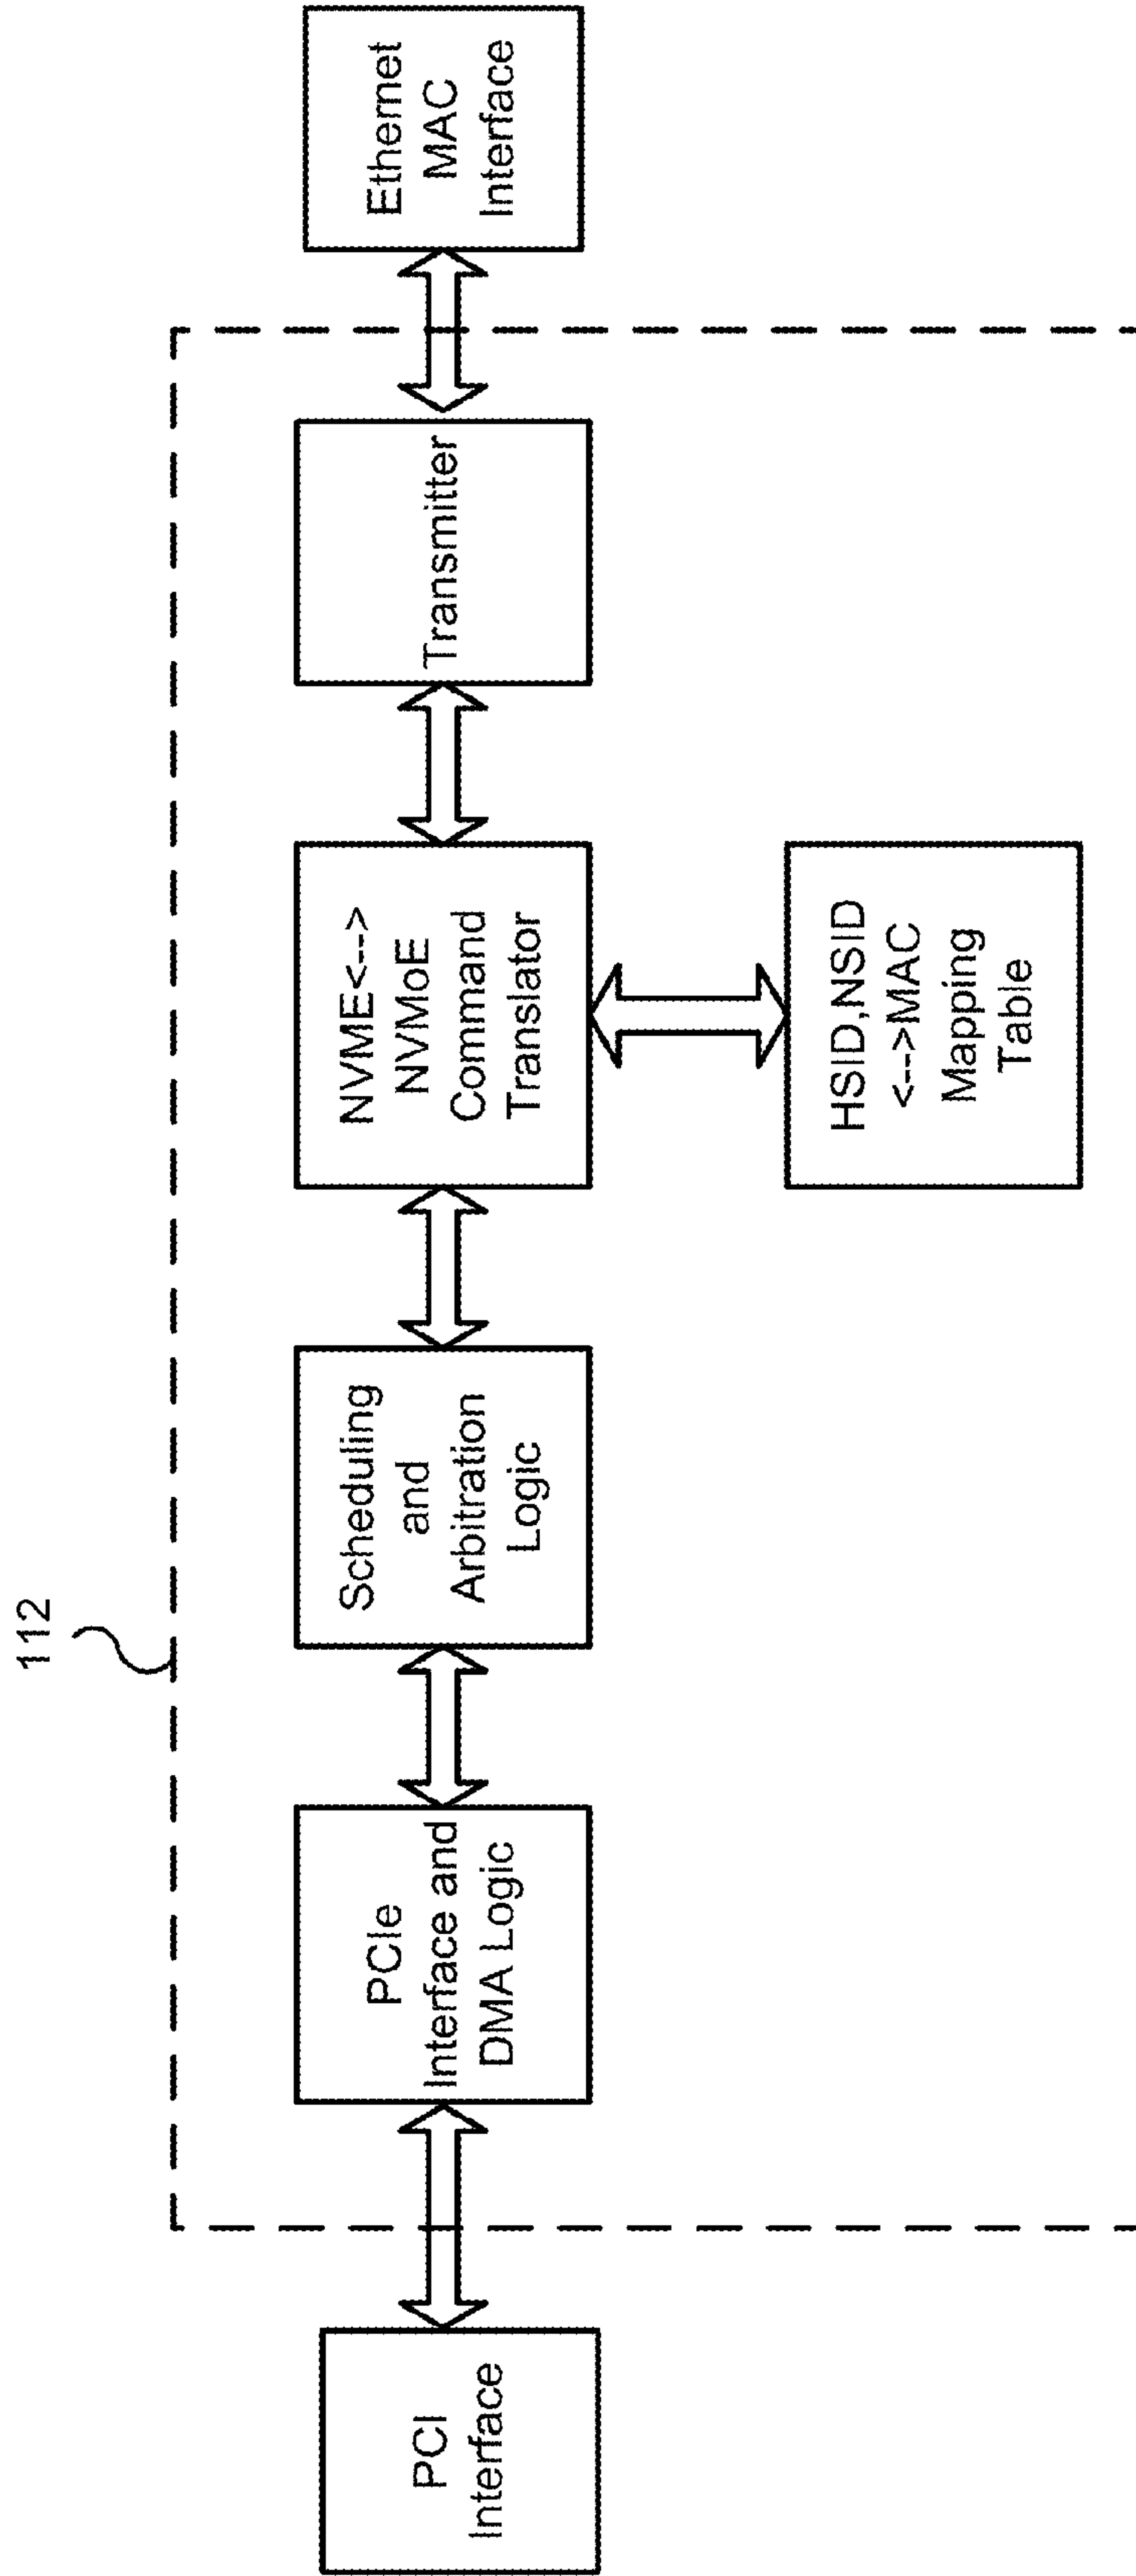 112
PCI
Interface
PCIe
Interface and
DMA Logic
Scheduling
and
Arbitration
Logic
NVME<-->
NVMoE
Command
Translator
Transmitter
Ethernet
MAC
Interface
HSID,NSID
<-->MAC
Mapping
Table